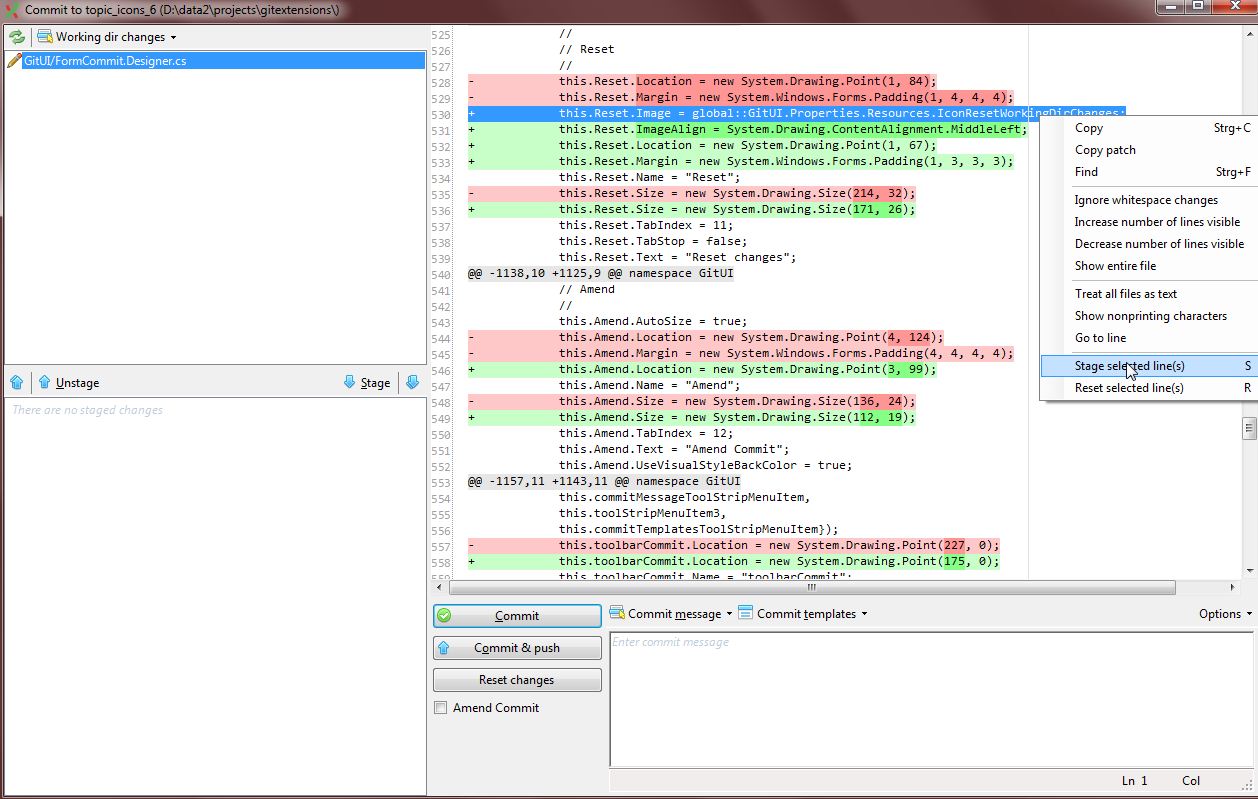 Commit to topic_icons_6 (D:\data2\projects\gitextensions\)
Working dir changes
GitUI/FormCommit.Designer.cs
Unstage
Stage
There are no staged changes
525 //
526 // Reset
527 //
528 - this.Reset.Location = new System.Drawing.Point(1, 84);
529 - this.Reset.Margin = new System.Windows.Forms.Padding(1, 4, 4, 4);
530 + this.Reset.Image = global::GitUI.Properties.Resources.IconResetWorkingDirChanges;
531 + this.Reset.ImageAlign = System.Drawing.ContentAlignment.MiddleLeft;
532 + this.Reset.Location = new System.Drawing.Point(1, 67);
533 + this.Reset.Margin = new System.Windows.Forms.Padding(1, 3, 3, 3);
534 this.Reset.Name = "Reset";
535 - this.Reset.Size = new System.Drawing.Size(214, 32);
536 + this.Reset.Size = new System.Drawing.Size(171, 26);
537 this.Reset.TabIndex = 11;
538 this.Reset.TabStop = false;
539 this.Reset.Text = "Reset changes";
540 @@ -1138,10 +1125,9 @@ namespace GitUI
541 // Amend
542 //
543 this.Amend.AutoSize = true;
544 - this.Amend.Location = new System.Drawing.Point(4, 124);
545 - this.Amend.Margin = new System.Windows.Forms.Padding(4, 4, 4, 4);
546 + this.Amend.Location = new System.Drawing.Point(3, 99);
547 this.Amend.Name = "Amend";
548 - this.Amend.Size = new System.Drawing.Size(136, 24);
549 + this.Amend.Size = new System.Drawing.Size(112, 19);
550 this.Amend.TabIndex = 12;
551 this.Amend.Text = "Amend Commit";
552 this.Amend.UseVisualStyleBackColor = true;
553 @@ -1157,11 +1143,11 @@ namespace GitUI
554 this.commitMessageToolStripMenuItem,
555 this.toolStripMenuItem3,
556 this.commitTemplatesToolStripMenuItem});
557 - this.toolbarCommit.Location = new System.Drawing.Point(227, 0);
558 + this.toolbarCommit.Location = new System.Drawing.Point(175, 0);
559 this.toolbarCommit.Name = "toolbarCommit";
Copy Strg+C
Copy patch
Find Strg+F
Ignore whitespace changes
Increase number of lines visible
Decrease number of lines visible
Show entire file
Treat all files as text
Show nonprinting characters
Go to line
Stage selected line(s) S
Reset selected line(s) R
Commit
Commit & push
Reset changes
Amend Commit
Commit message
Commit templates
Options
Enter commit message
Ln 1 Col